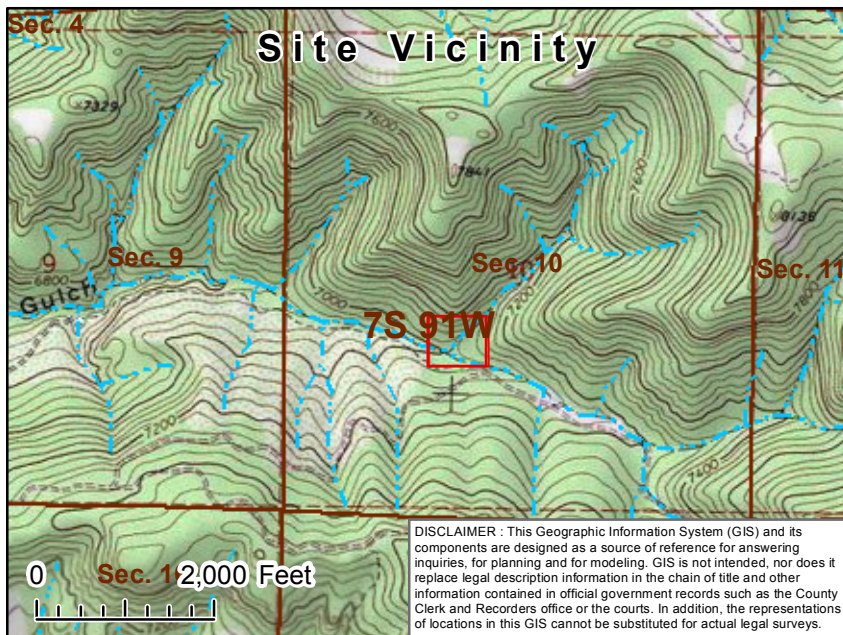 Sec. 4
Site Vicinity
7329
7600
7841
7600
8138
9
Sec. 9
Sec. 10
Sec. 11
6800
Gulch
7000
7200
7800
7S 91W
7200
7400
0
Sec. 1
2,000 Feet
DISCLAIMER : This Geographic Information System (GIS) and its
components are designed as a source of reference for answering
inquiries, for planning and for modeling. GIS is not intended, nor does it
replace legal description information in the chain of title and other
information contained in official government records such as the County
Clerk and Recorders office or the courts. In addition, the representations
of locations in this GIS cannot be substituted for actual legal surveys.